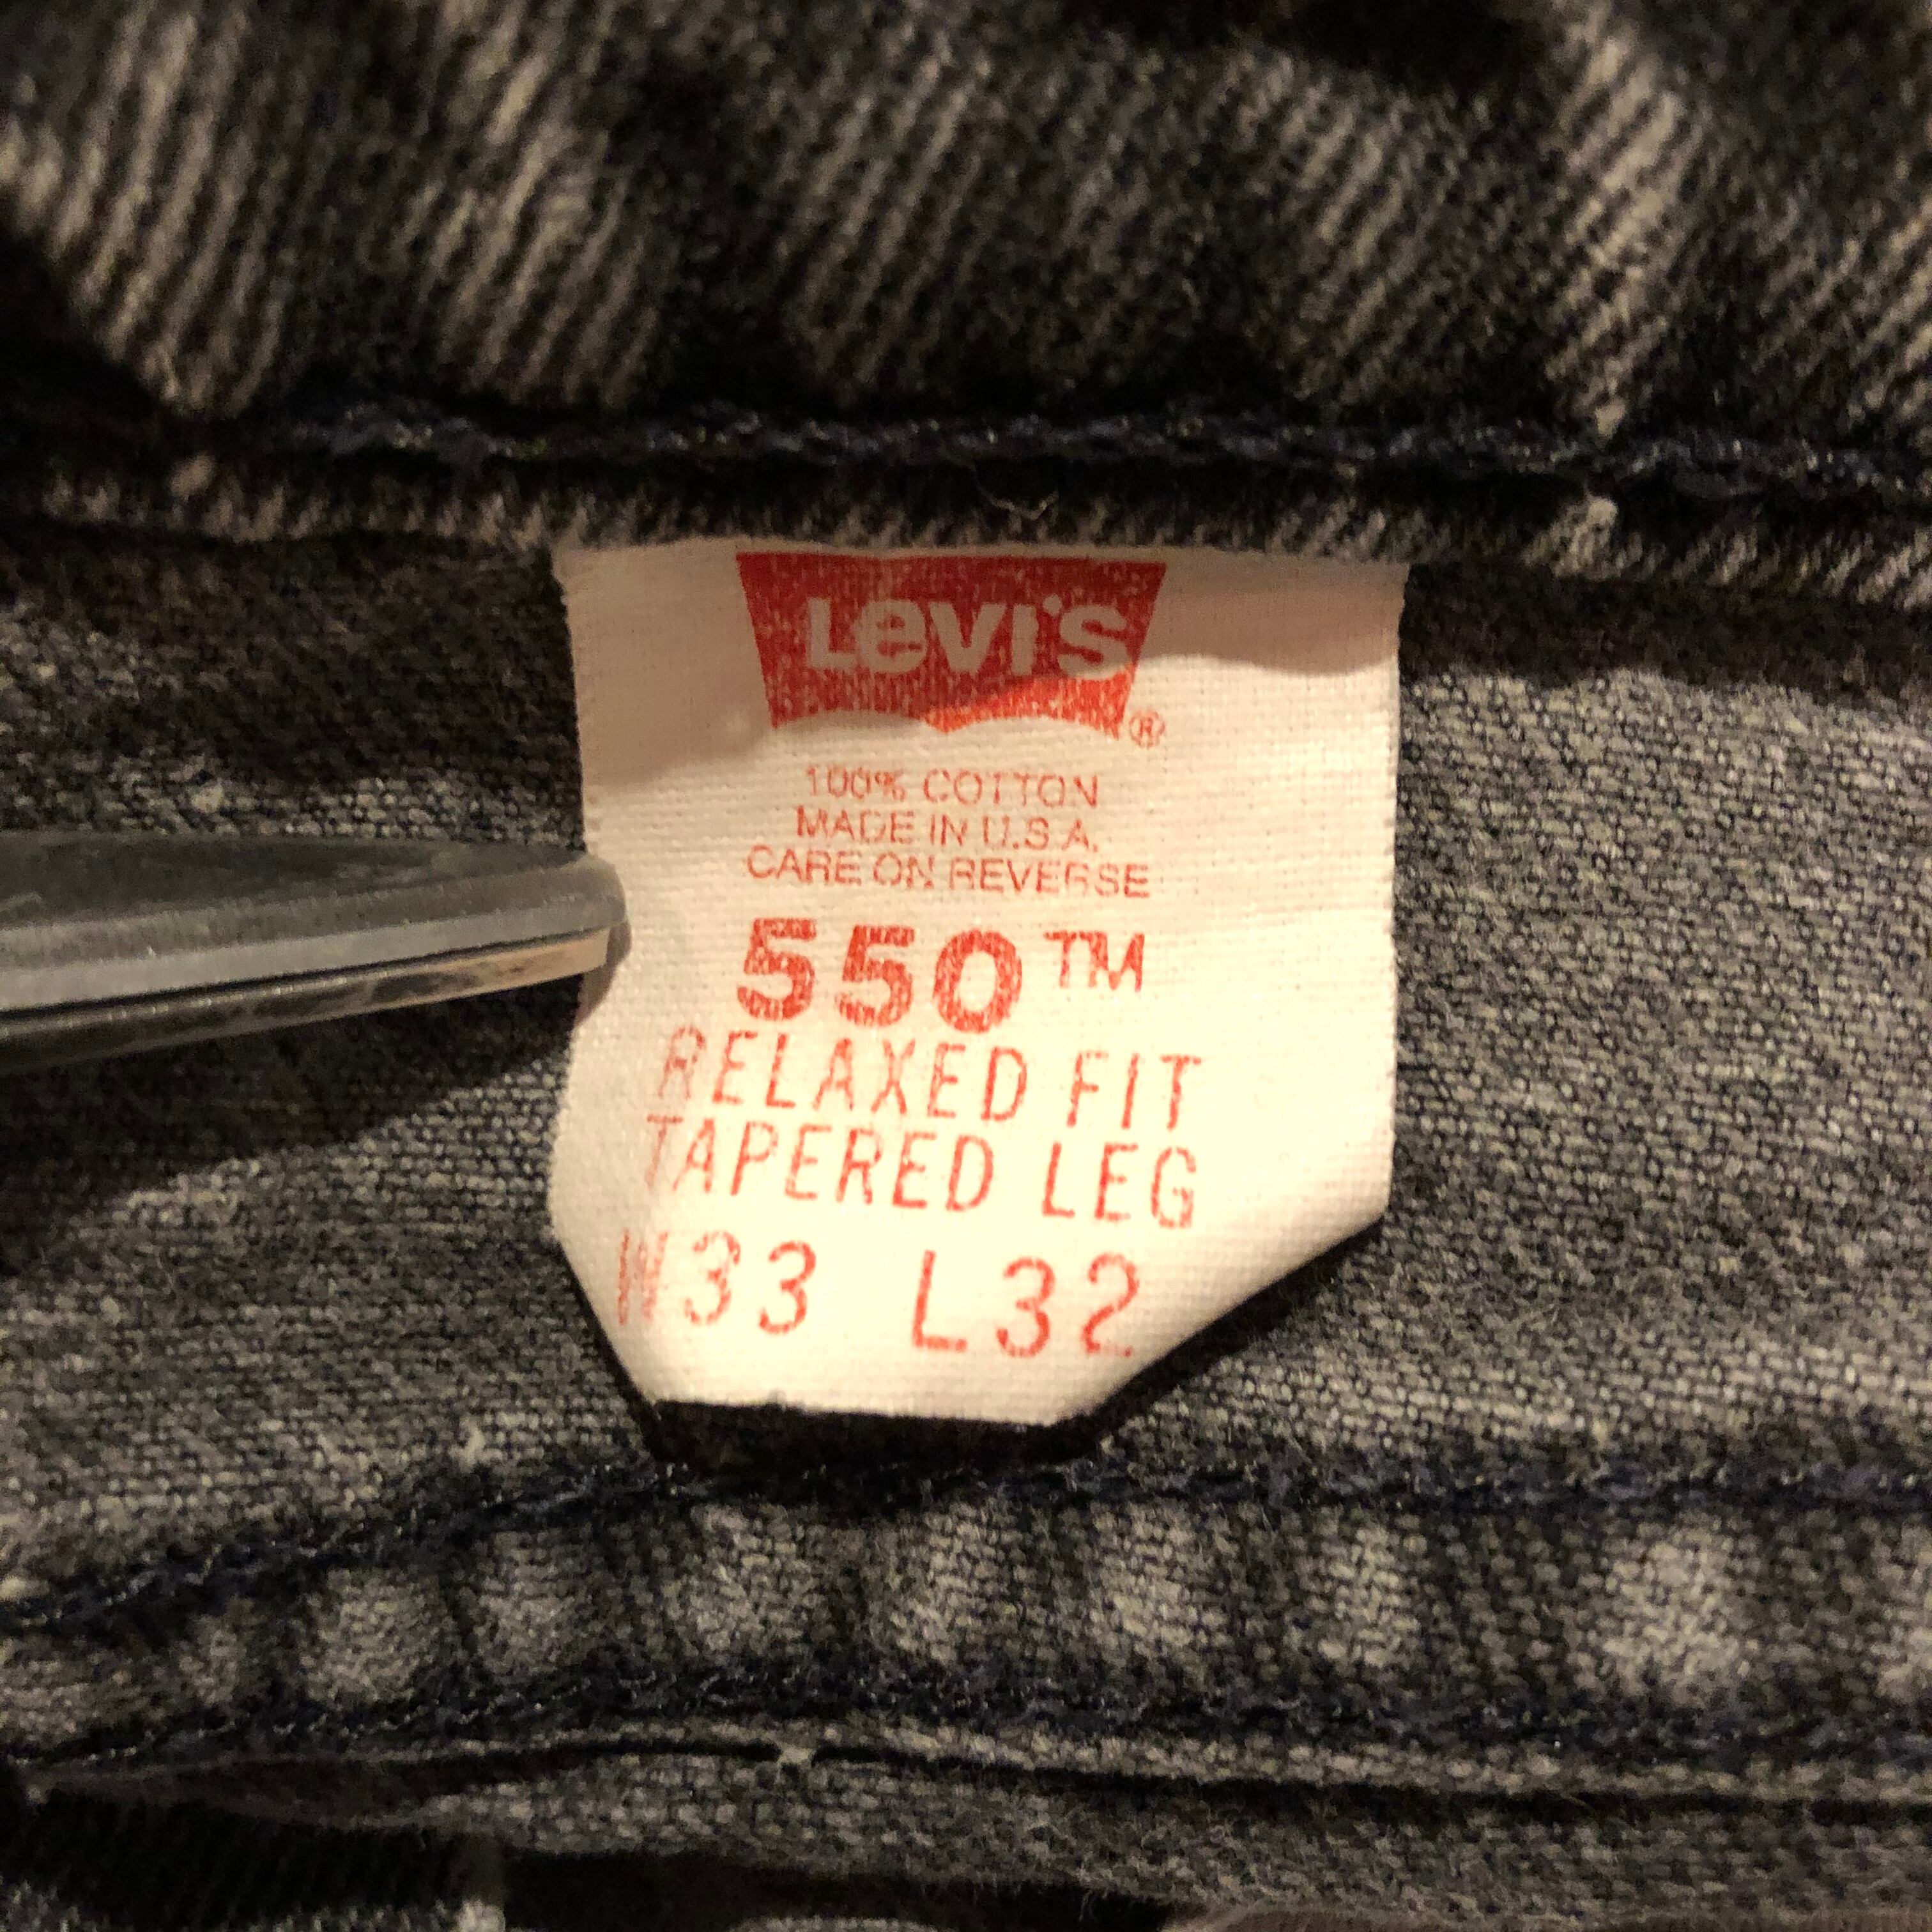 Levi's ®
100% COTTON
MADE IN U.S.A.
CARE ON REVERSE
550™
RELAXED FIT
TAPERED LEG
W33 L32